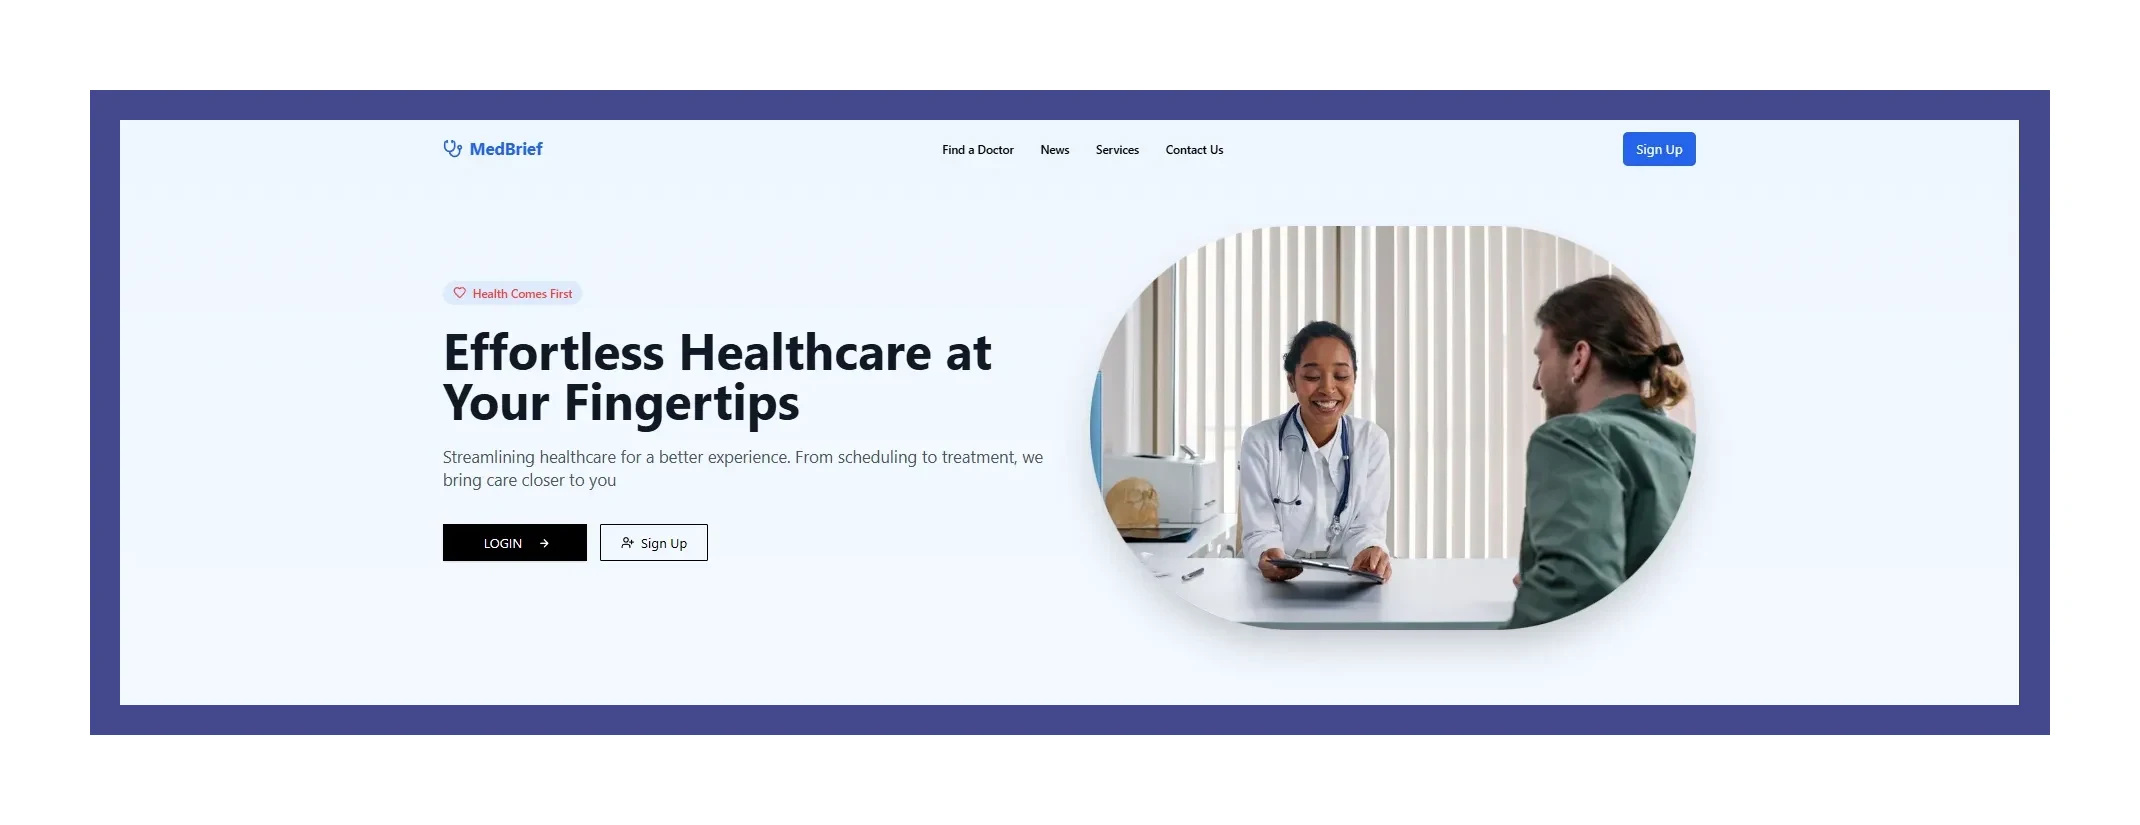 MedBrief
Find a Doctor
News
Services
Contact Us
Sign Up
Health Comes First
Effortless Healthcare at
Your Fingertips
Streamlining healthcare for a better experience. From scheduling to treatment, we
bring care closer to you
LOGIN →
Sign Up